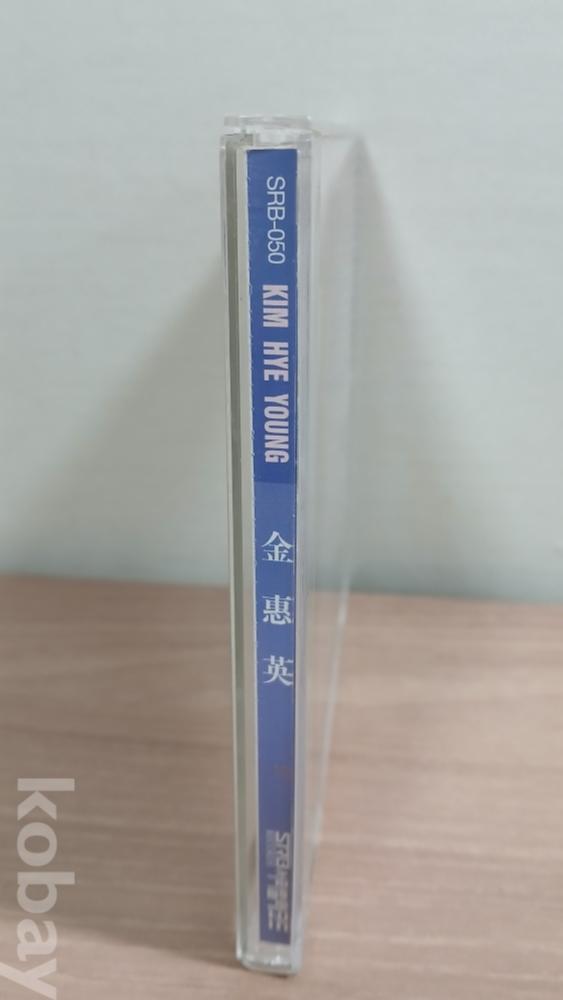 SRB-050
KIM HYE YOUNG
金惠英
kobay